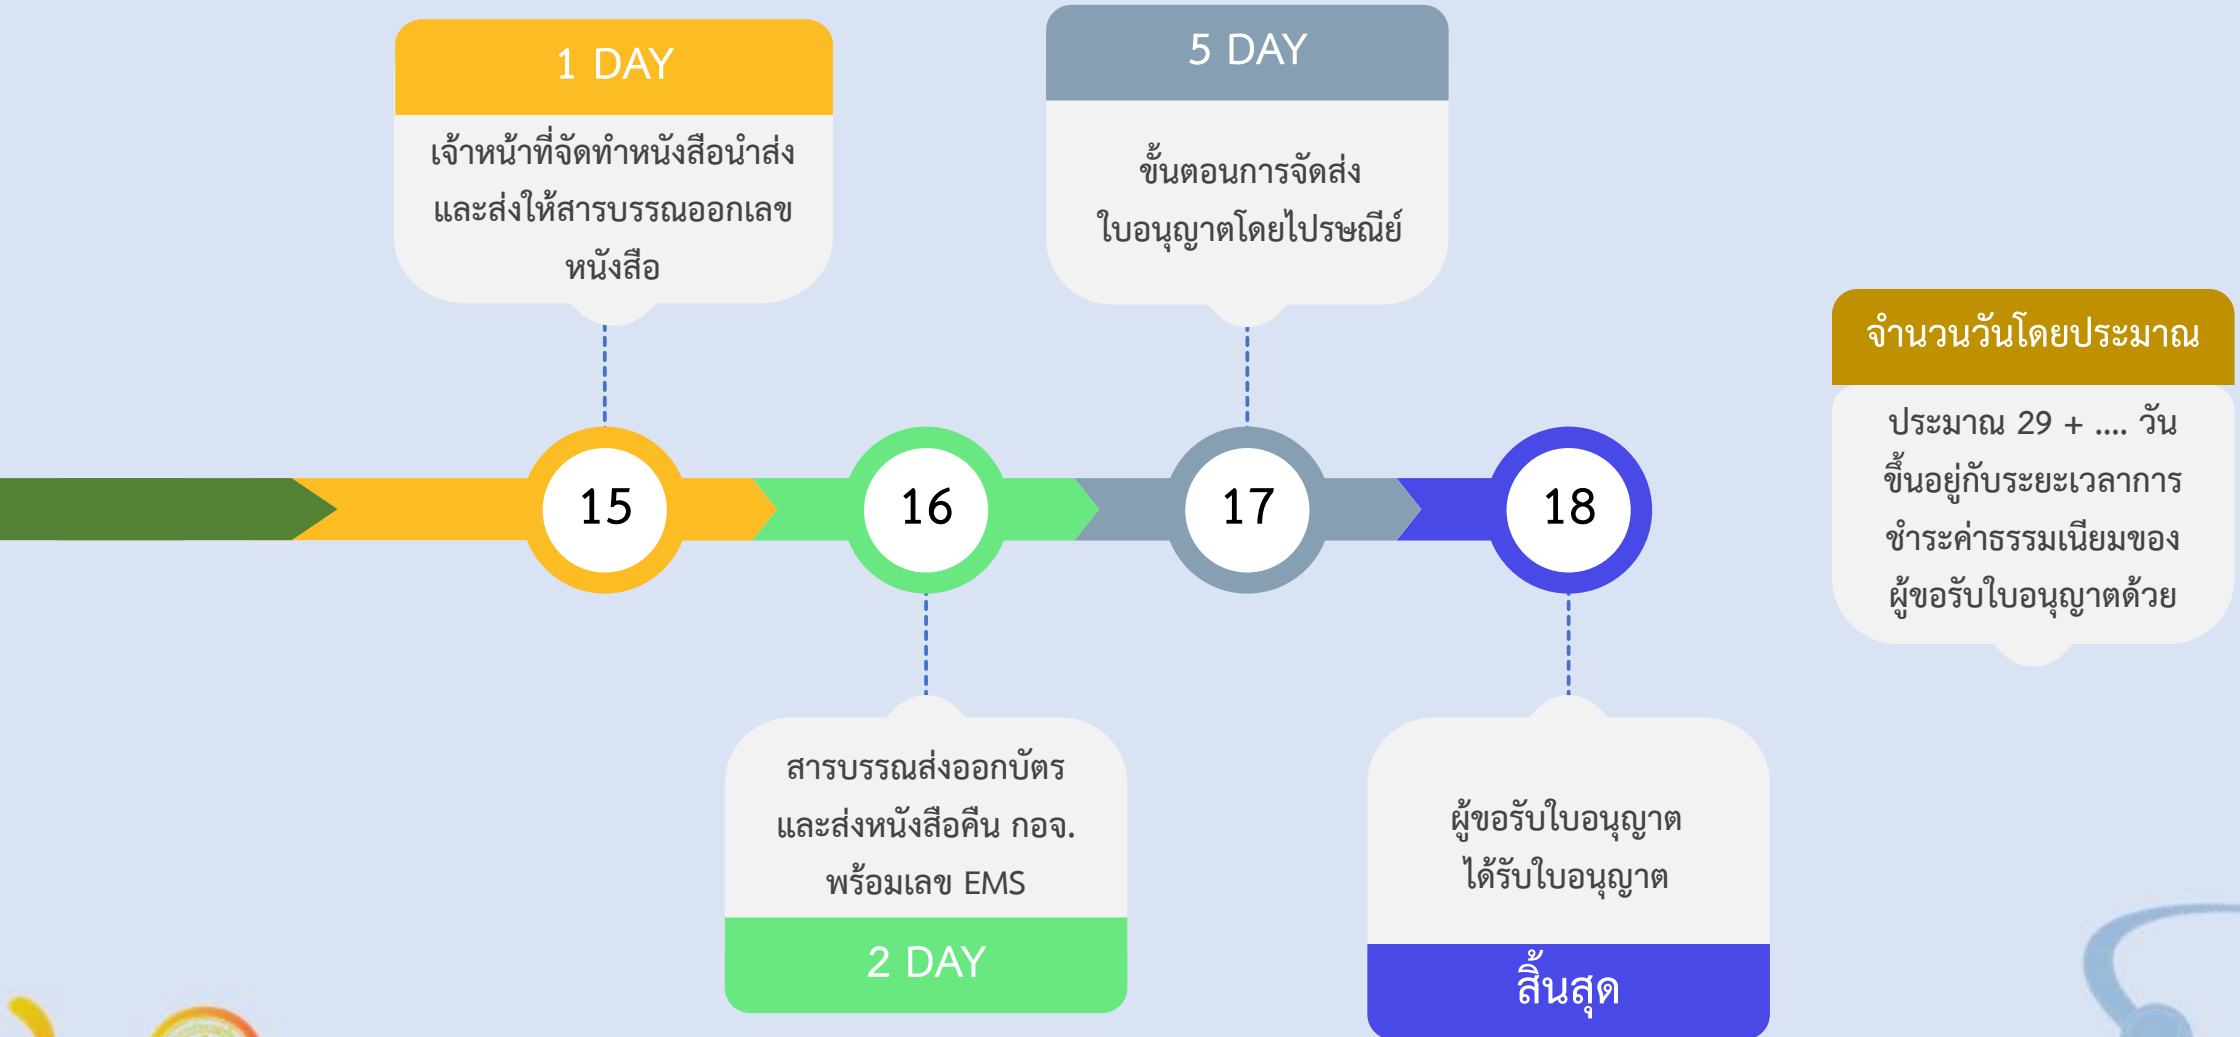 1 DAY
เจ้าหน้าที่จัดทำหนังสือนำส่ง
และส่งให้สารบรรณออกเลข
หนังสือ
5 DAY
ขั้นตอนการจัดส่ง
ใบอนุญาตโดยไปรษณีย์
จำนวนวันโดยประมาณ
ประมาณ 29 + .... วัน
ขึ้นอยู่กับระยะเวลาการ
ชำระค่าธรรมเนียมของ
ผู้ขอรับใบอนุญาตด้วย
15
16
17
18
สารบรรณส่งออกบัตร
และส่งหนังสือคืน กอจ.
พร้อมเลข EMS
2 DAY
ผู้ขอรับใบอนุญาต
ได้รับใบอนุญาต
สิ้นสุด